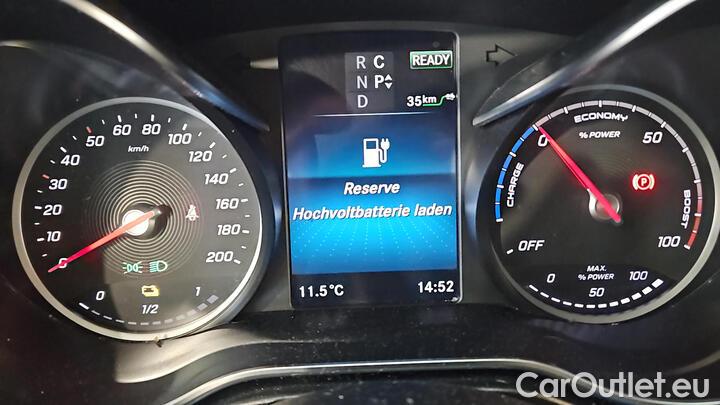 R C READY
N P
D 35 km
Reserve
Hochvoltbatterie laden
11.5°C 14:52
0 10 20 30 40 50 60 80 100 120 140 160 180 200
km/h
0 1/2 1
ECONOMY
% POWER
0 50 100
CHARGE
BOOST
OFF
P
MAX.
% POWER
0 50 100
CarOutlet.eu